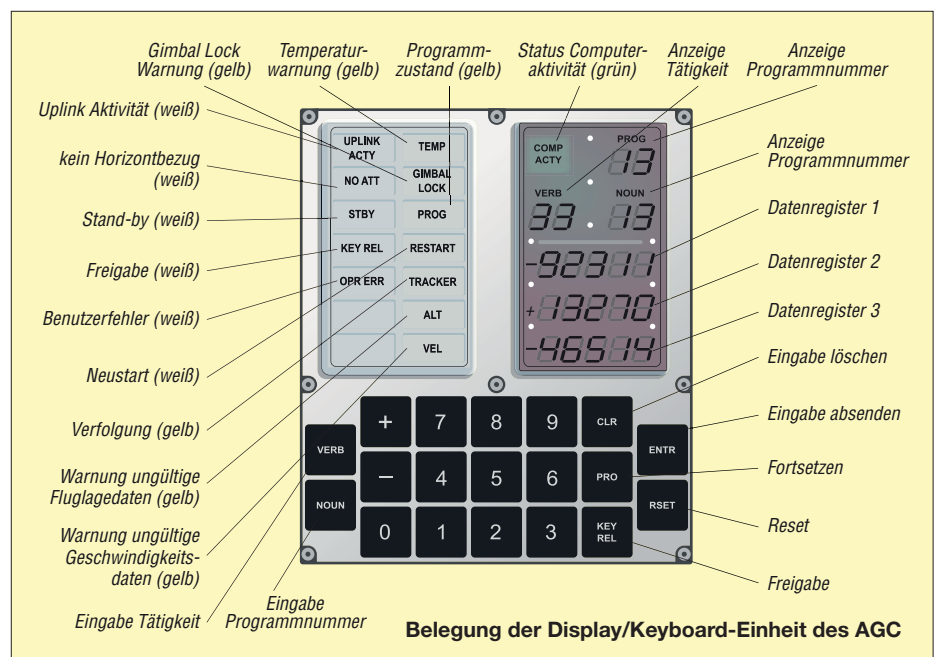 Gimbal Lock
Warnung (gelb)
Temperatur-
warnung (gelb)
Programm-
zustand (gelb)
Status Computer-
aktivität (grün)
Anzeige
Tätigkeit
Anzeige
Programmnummer
Uplink Aktivität (weiß)
kein Horizontbezug
(weiß)
Stand-by (weiß)
Freigabe (weiß)
Benutzerfehler (weiß)
Neustart (weiß)
Verfolgung (gelb)
Warnung ungültige
Fluglagedaten (gelb)
Warnung ungültige
Geschwindigkeits-
daten (gelb)
Eingabe Tätigkeit
Eingabe
Programmnummer
UPLINK
ACTY
TEMP
NO ATT
GIMBAL
LOCK
STBY
PROG
KEY REL
RESTART
OPR ERR
TRACKER
ALT
VEL
COMP
ACTY
PROG
13
VERB
NOUN
33
13
-92311
+13270
-46514
Anzeige
Programmnummer
Datenregister 1
Datenregister 2
Datenregister 3
Eingabe löschen
Eingabe absenden
Fortsetzen
Reset
Freigabe
VERB
NOUN
+ 7 8 9 CLR
− 4 5 6 PRO
0 1 2 3 KEY
REL
ENTR
RSET
Belegung der Display/Keyboard-Einheit des AGC